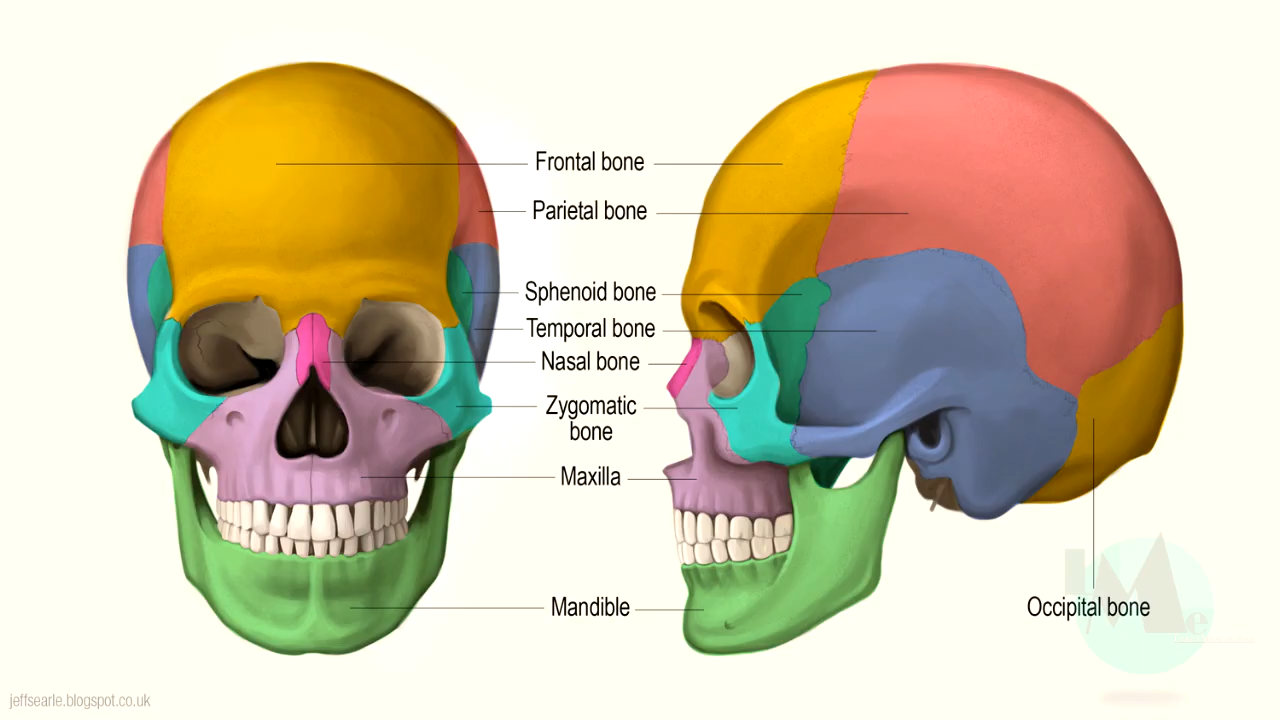 Frontal bone
Parietal bone
Sphenoid bone
Temporal bone
Nasal bone
Zygomatic
bone
Maxilla
Mandible
Occipital bone
Me
jeffsearle.blogspot.co.uk